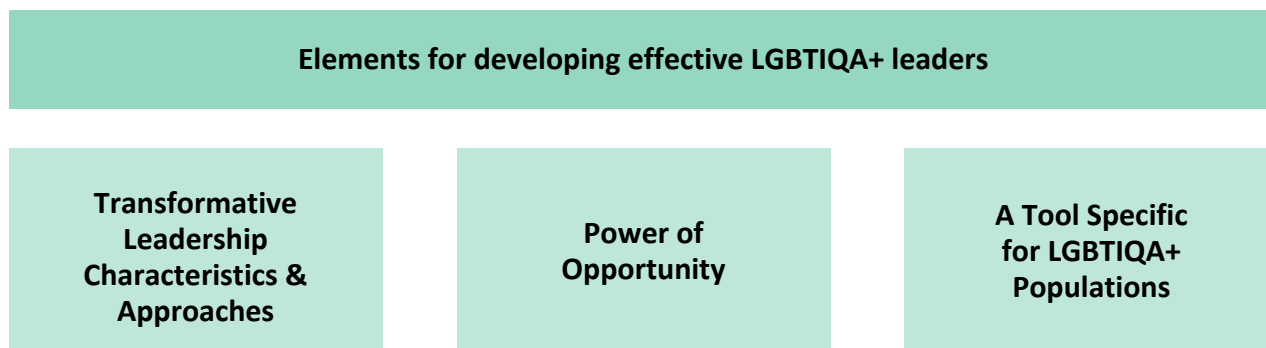 Elements for developing effective LGBTIQA+ leaders
Transformative
Leadership
Characteristics &
Approaches
Power of
Opportunity
A Tool Specific
for LGBTIQA+
Populations